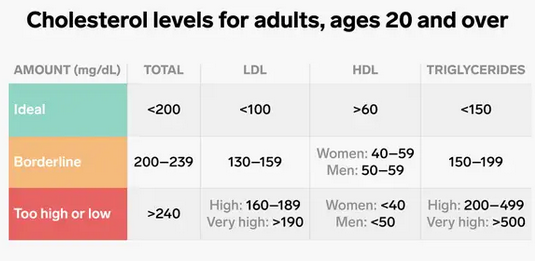 Cholesterol levels for adults, ages 20 and over
AMOUNT (mg/dL) TOTAL LDL HDL TRIGLYCERIDES
Ideal <200 <100 >60 <150
Borderline 200–239 130–159 Women: 40–59 Men: 50–59 150–199
Too high or low >240 High: 160–189 Very high: >190 Women: <40 Men: <50 High: 200–499 Very high: >500